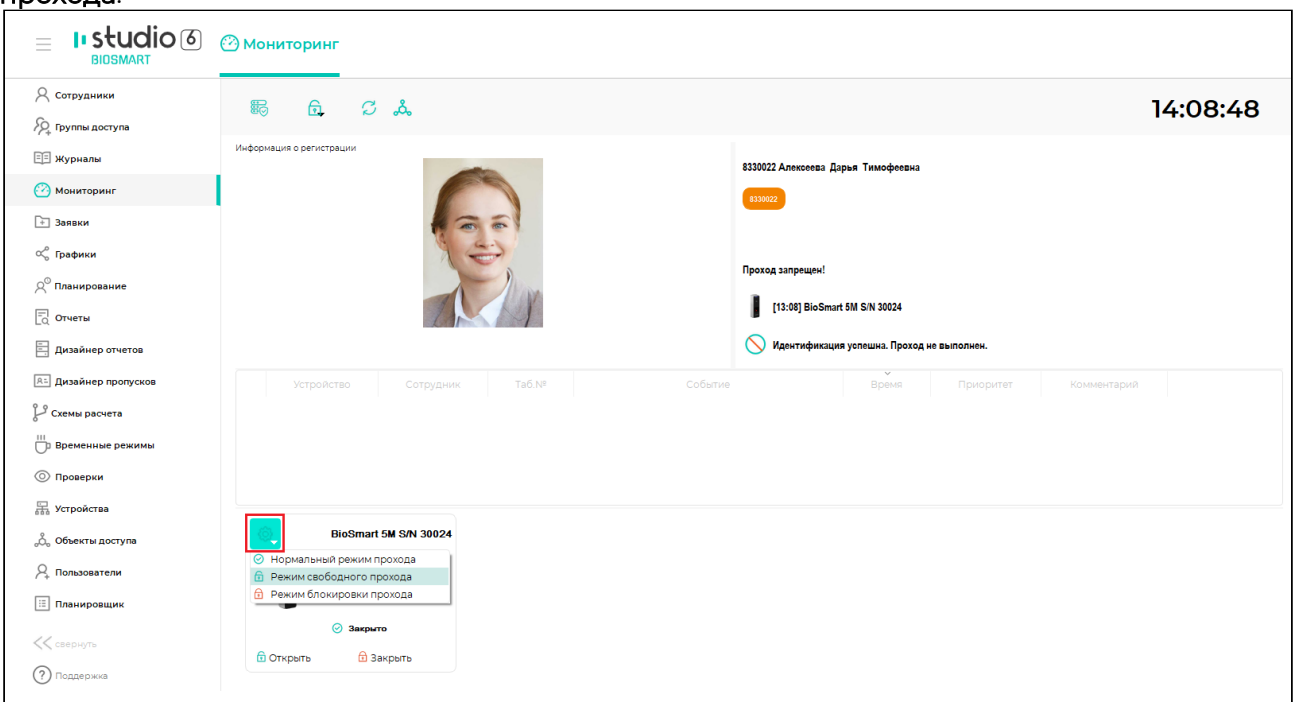 прохода.
studio 6
BIOSMART
Мониторинг
Сотрудники
Группы доступа
Журналы
Мониторинг
Заявки
Графики
Планирование
Отчеты
Дизайнер отчетов
Дизайнер пропусков
Схемы расчета
Временные режимы
Проверки
Устройства
Объекты доступа
Пользователи
Планировщик
свернуть
Поддержка
14:08:48
Информация о регистрации
8330022 Алексеева Дарья Тимофеевна
8330022
Проход запрещен!
[13:08] BioSmart 5M S/N 30024
Идентификация успешна. Проход не выполнен.
Устройство Сотрудник Таб.№ Событие Время Приоритет Комментарий
BioSmart 5M S/N 30024
Нормальный режим прохода
Режим свободного прохода
Режим блокировки прохода
Закрыто
Открыть Закрыть